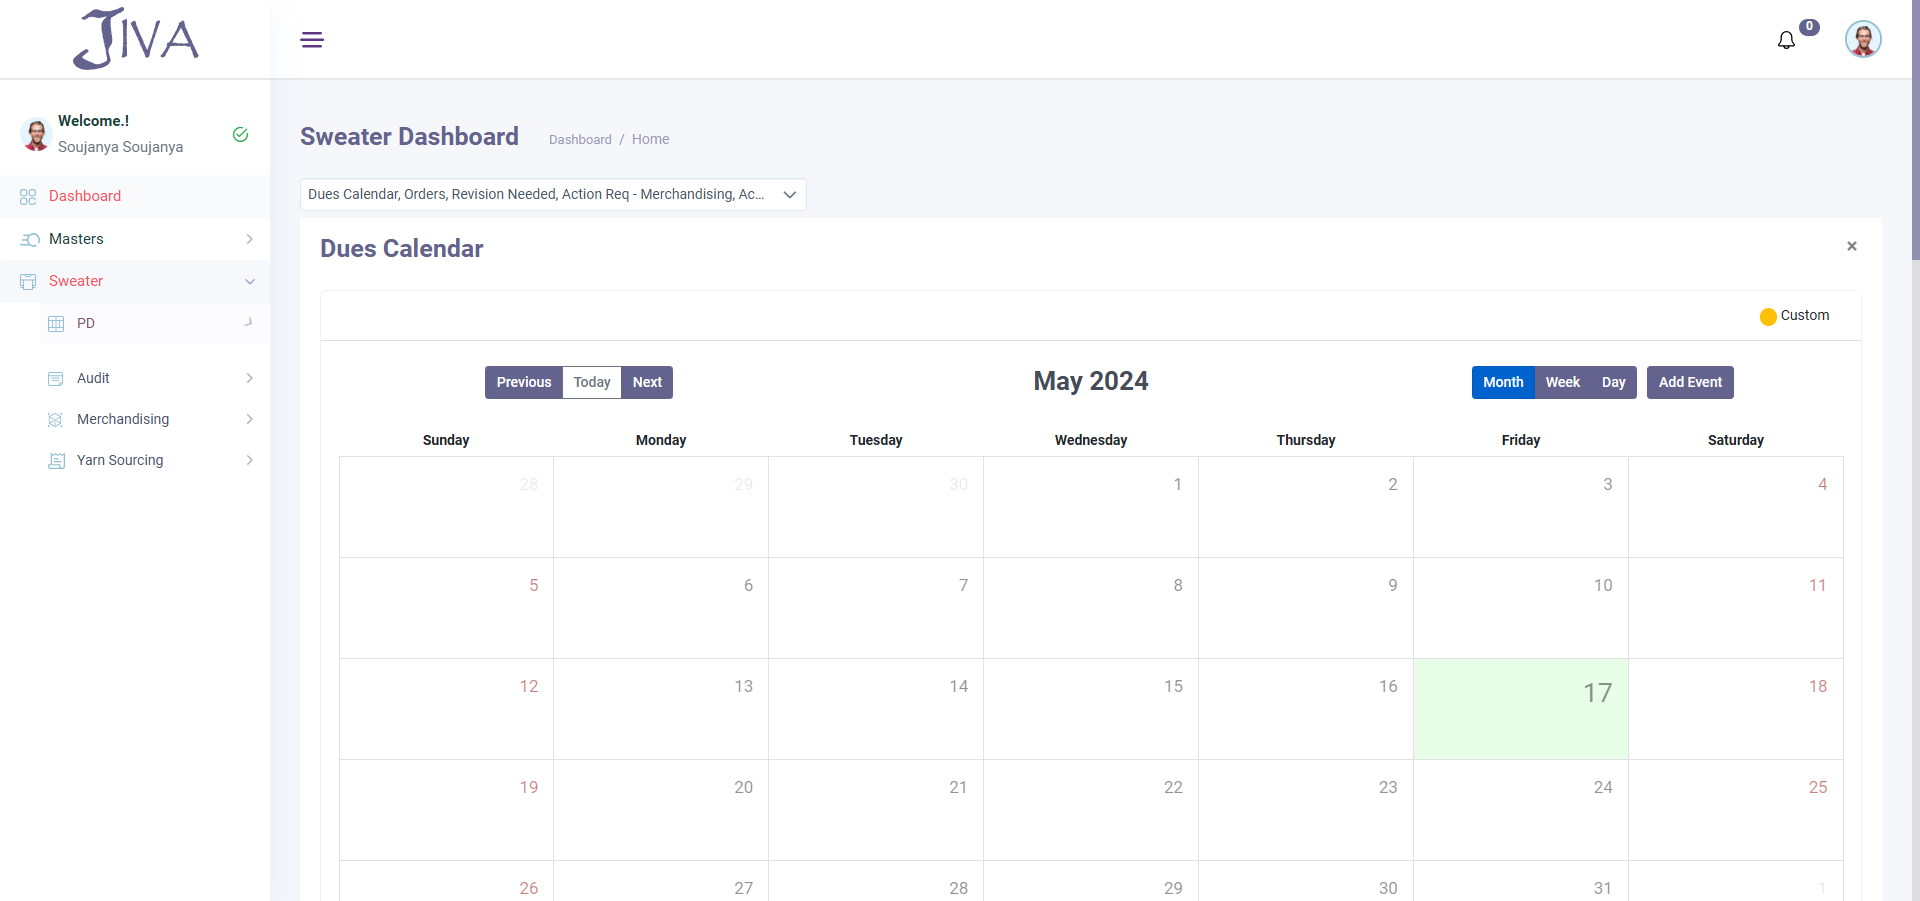 JIVA
0
Welcome.!
Soujanya Soujanya
Dashboard
Masters
Sweater
PD
Audit
Merchandising
Yarn Sourcing
Sweater Dashboard
Dashboard / Home
Dues Calendar, Orders, Revision Needed, Action Req - Merchandising, Ac...
Dues Calendar
×
Custom
Previous Today Next
May 2024
Month Week Day Add Event
Sunday Monday Tuesday Wednesday Thursday Friday Saturday
28 29 30 1 2 3 4
5 6 7 8 9 10 11
12 13 14 15 16 17 18
19 20 21 22 23 24 25
26 27 28 29 30 31 1